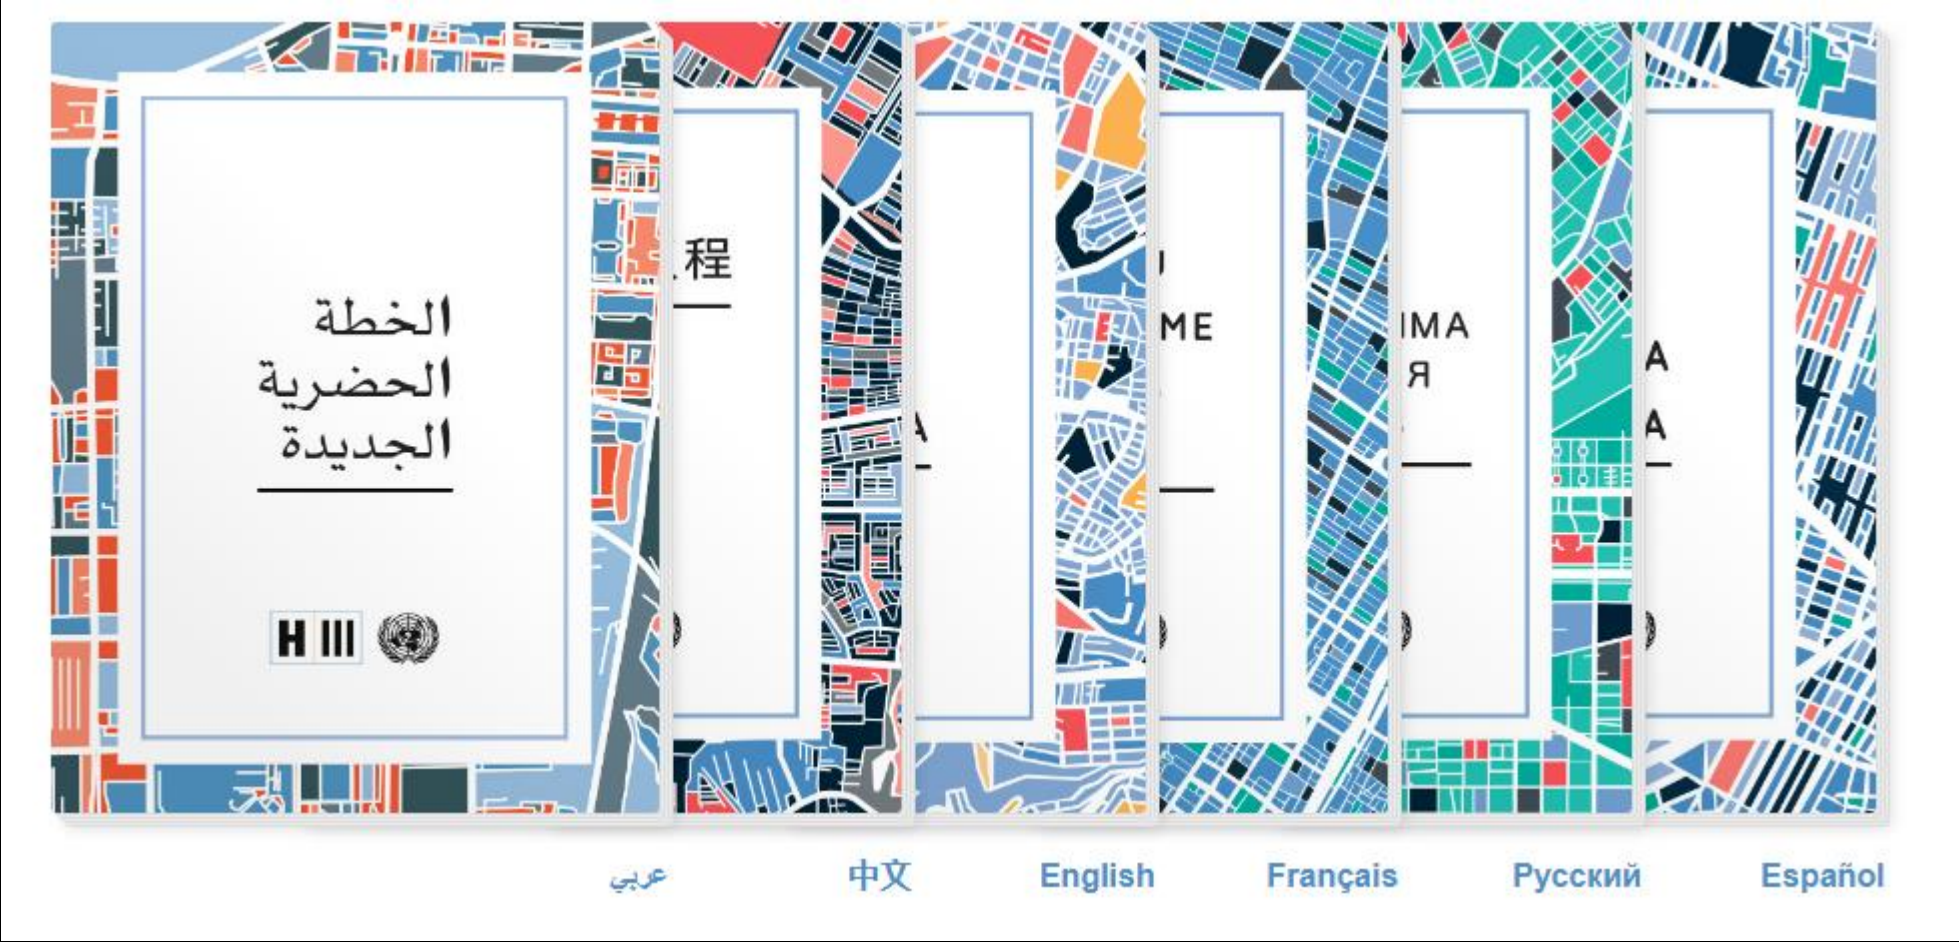 الخطة
الحضرية
الجديدة
H III
程
A
U
ME
IMA
Я
A
A
عربي
中文
English
Français
Русский
Español